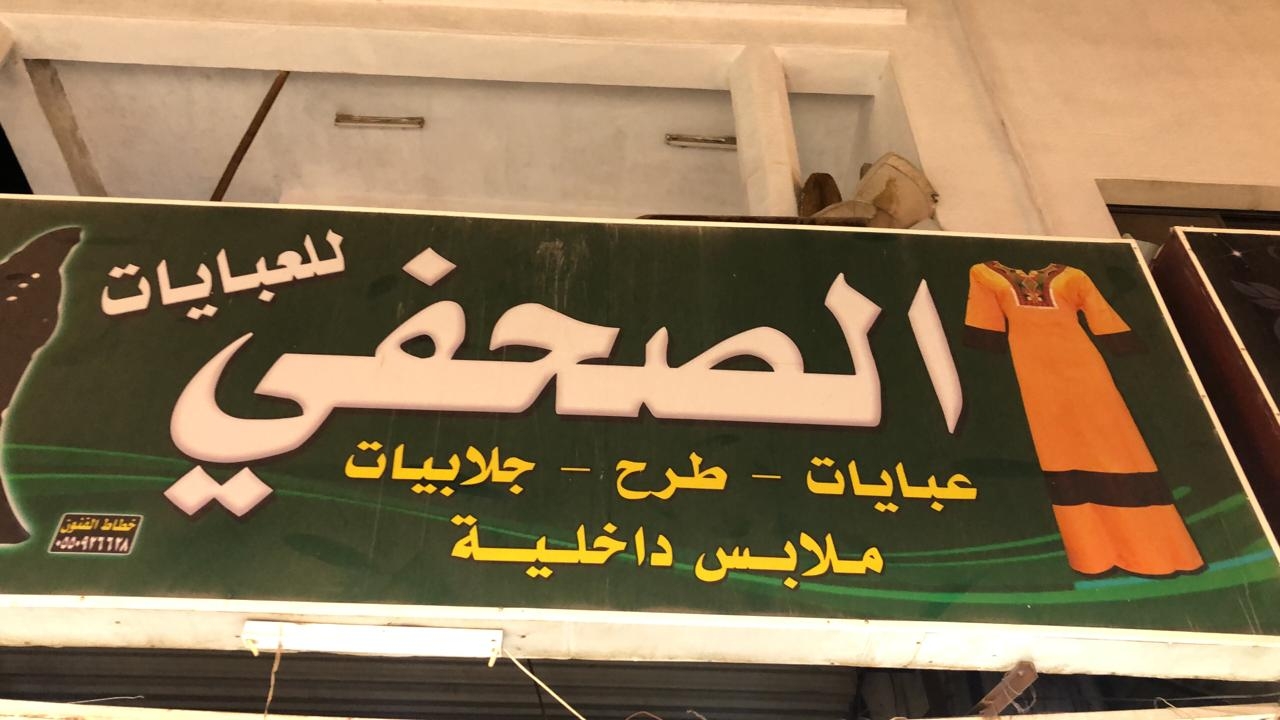 الصحفي
للعبايات
عبايات - طرح - جلابيات
ملابس داخلية
خطاط الفنون
٠٥٥٠٩٢٦٦٢٨